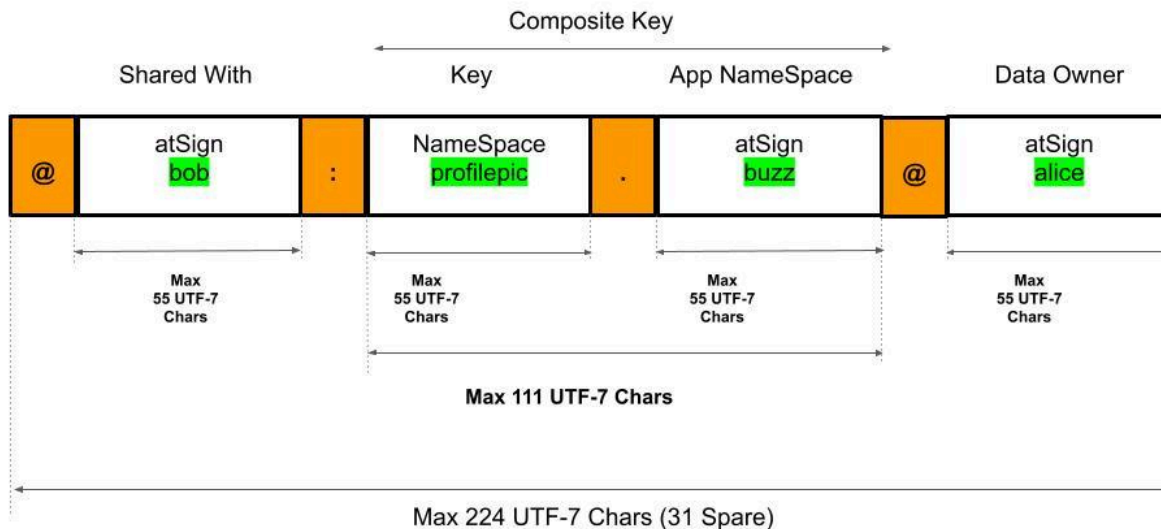 Composite Key
Shared With Key App NameSpace Data Owner
@ atSign : NameSpace . atSign @ atSign
bob profilepic buzz alice
Max Max Max Max
55 UTF-7 55 UTF-7 55 UTF-7 55 UTF-7
Chars Chars Chars Chars
Max 111 UTF-7 Chars
Max 224 UTF-7 Chars (31 Spare)